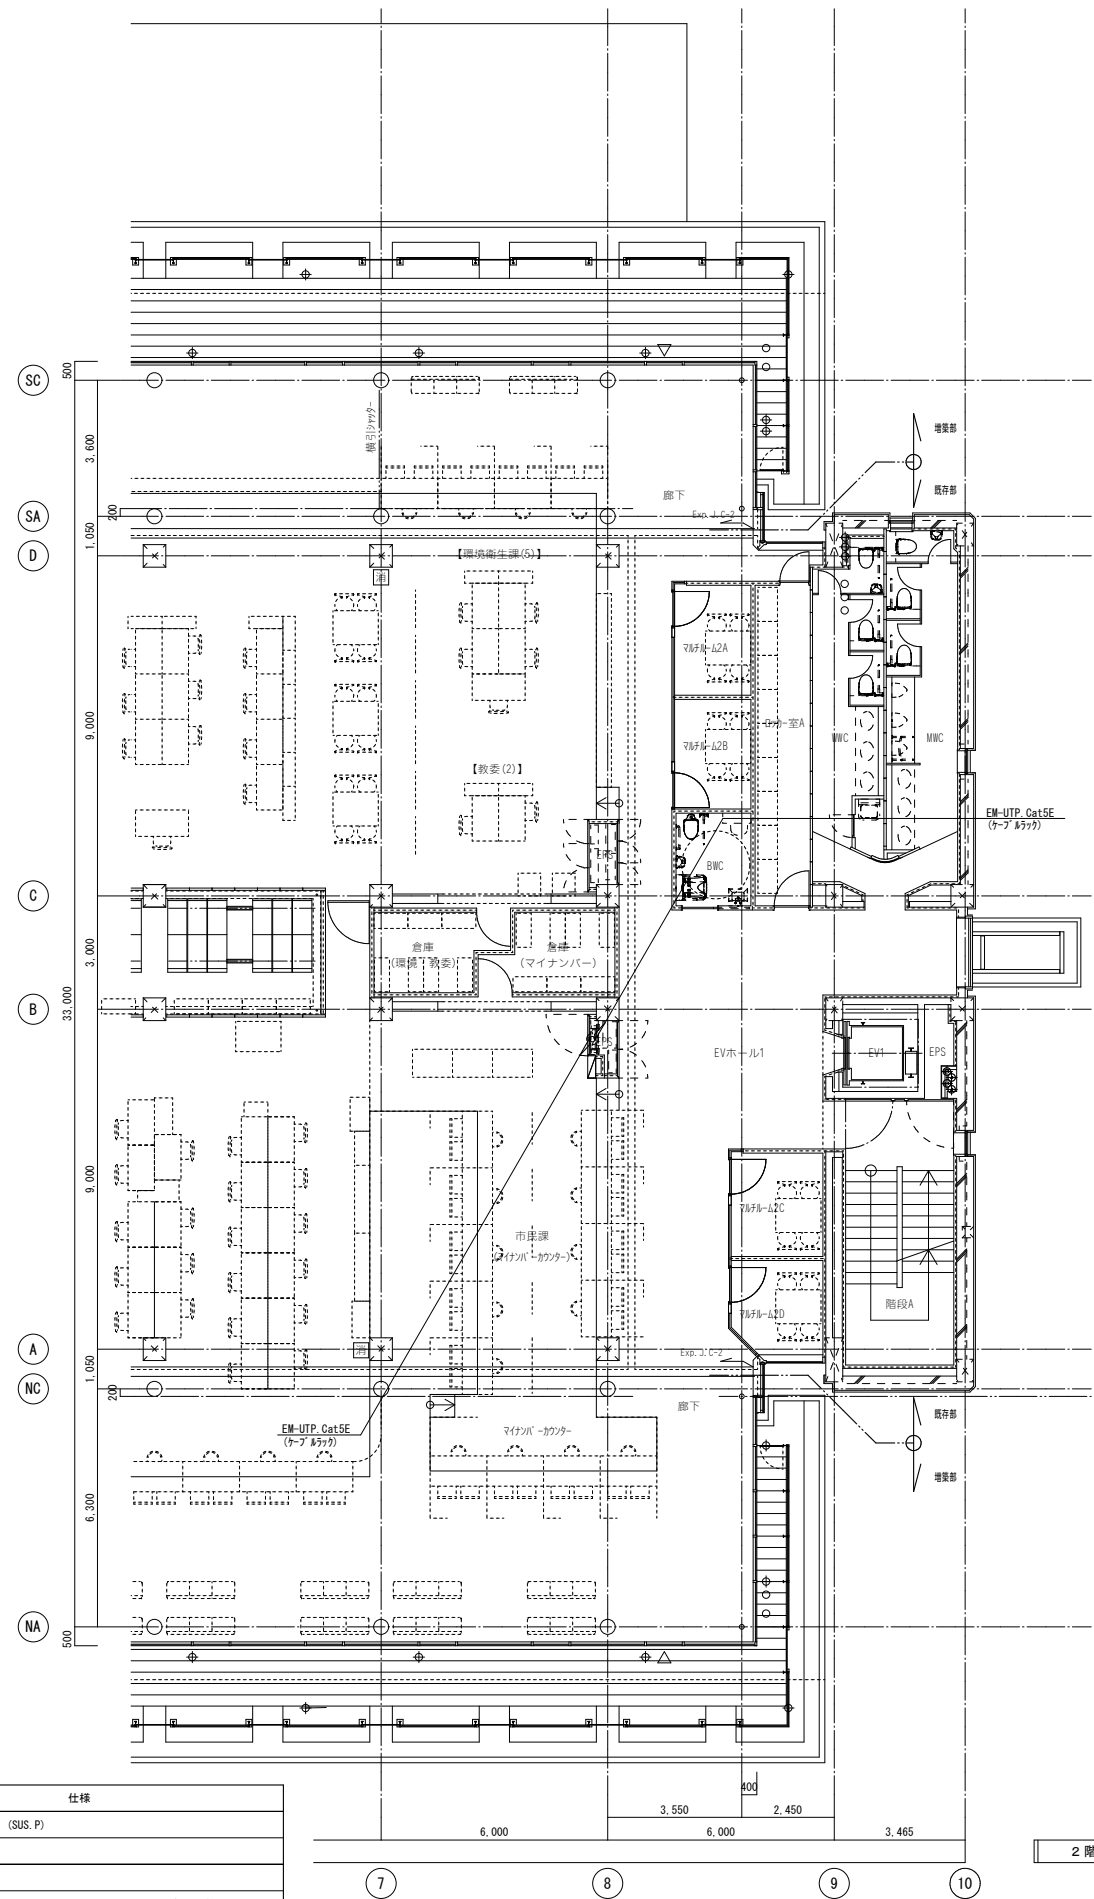 SC
500
横引シャッター
3,600
増築部
既存部
廊下
SA
200
Exp.J.C-2
1,050
D
【環境衛生課(5)】
消
マルチルーム2A
9,000
マルチルーム2B
ロッカー室A
WWC
MWC
【教委(2)】
EM-UTP.Cat5E
(ケーブルラック)
EPS
BWC
C
倉庫
(環境 教委)
倉庫
(マイナンバー)
3,000
33,000
B
EPS
EVホール1
EV1
EPS
9,000
マルチルーム2C
市民課
(マイナンバーカウンター)
階段A
マルチルーム2D
A
消
Exp.J.C-2
1,050
NC
200
廊下
既存部
EM-UTP.Cat5E
(ケーブルラック)
マイナンバーカウンター
増築部
6,300
NA
500
仕様
(SUS.P)
400
3,550
2,450
6,000
6,000
3,465
2階
7
8
9
10